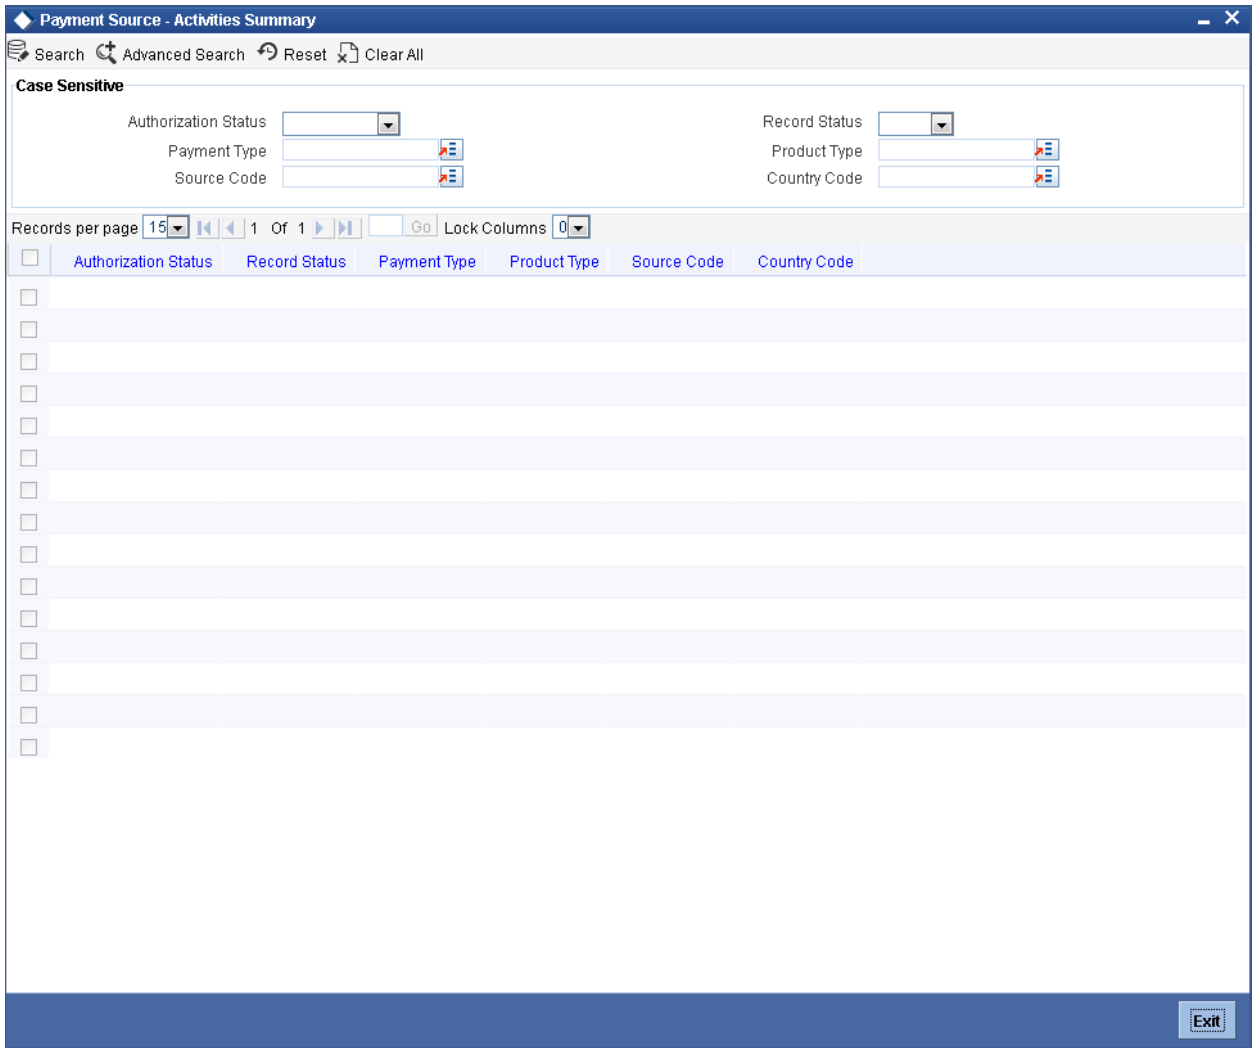 Payment Source - Activities Summary
Search Advanced Search Reset Clear All
Case Sensitive
Authorization Status Record Status
Payment Type Product Type
Source Code Country Code
Records per page 15 1 Of 1 Go Lock Columns 0
Authorization Status Record Status Payment Type Product Type Source Code Country Code
Exit